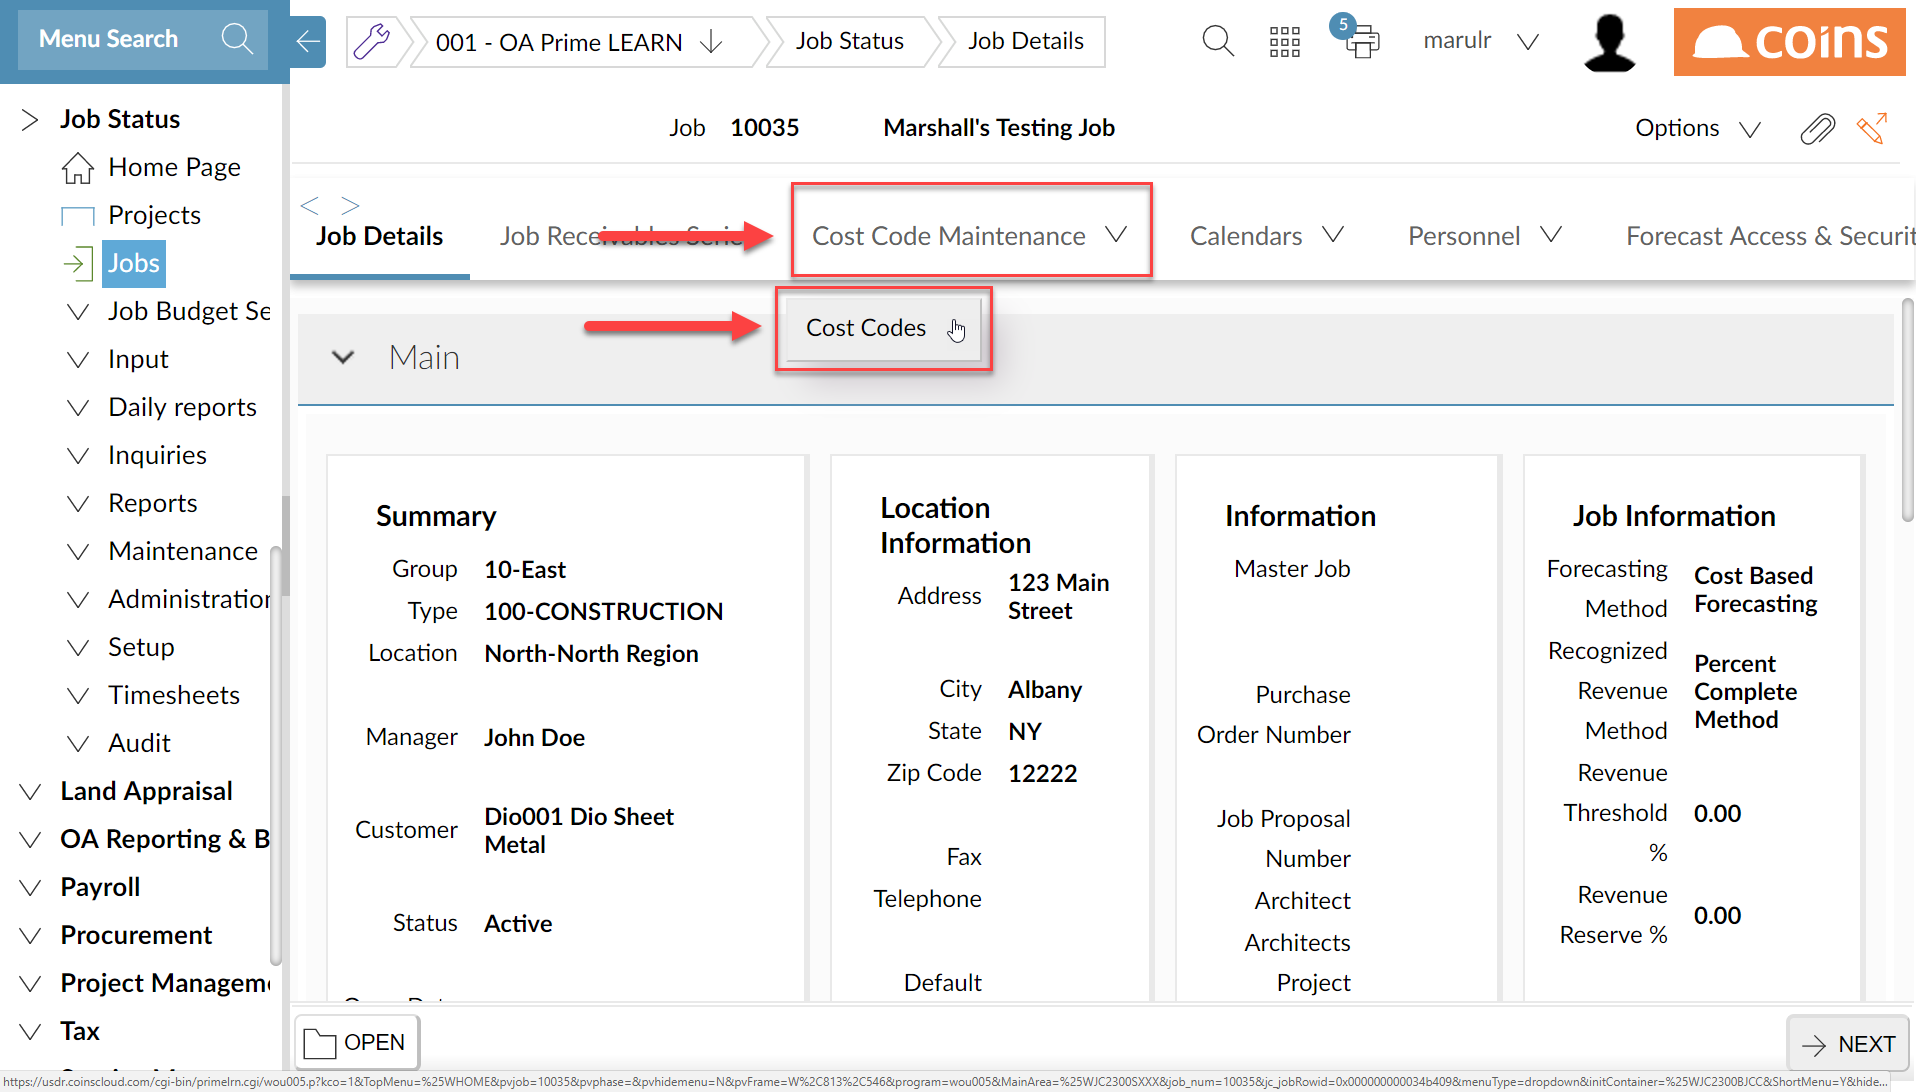 Menu Search
001 - OA Prime LEARN
Job Status
Job Details
5
marulr
coins
Job Status
Home Page
Projects
Jobs
Job Budget Se
Input
Daily reports
Inquiries
Reports
Maintenance
Administration
Setup
Timesheets
Audit
Land Appraisal
OA Reporting & B
Payroll
Procurement
Project Managem
Tax
Job 10035 Marshall's Testing Job
Options
Job Details
Job Receivables
Cost Code Maintenance
Calendars
Personnel
Forecast Access & Securit
Cost Codes
Main
Summary
Group 10-East
Type 100-CONSTRUCTION
Location North-North Region
Manager John Doe
Customer Dio001 Dio Sheet
Metal
Status Active
Location
Information
Address 123 Main
Street
City Albany
State NY
Zip Code 12222
Fax
Telephone
Default
Information
Master Job
Purchase
Order Number
Job Proposal
Number
Architect
Architects
Project
Job Information
Forecasting
Method
Cost Based
Forecasting
Recognized
Revenue
Method
Percent
Complete
Method
Revenue
Threshold
%
0.00
Revenue
Reserve %
0.00
OPEN
NEXT
https://usdr.coinscloud.com/cgi-bin/primelrn.cgi/wou005.p?kco=1&TopMenu=%25WHOME&pvjob=10035&pvphase=&pvhidemenu=N&pvFrame=W%2C813%2C546&program=wou005&MainArea=%25WJC2300SXXX&job_num=10035&jc_jobRowid=0x000000000034b409&menuType=dropdown&initContainer=%25WJC2300BJCC&ShortMenu=Y&hide...